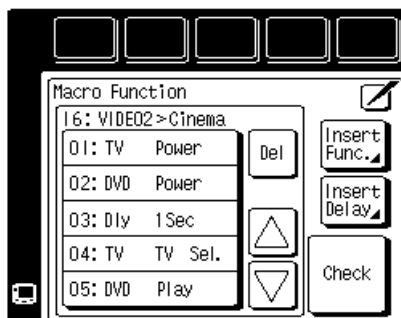 Macro Function
16: VIDEO2>Cinema
01: TV Power
02: DVD Power
03: Dly 1Sec
04: TV TV Sel.
05: DVD Play
Del
Insert
Func.
Insert
Delay
Check